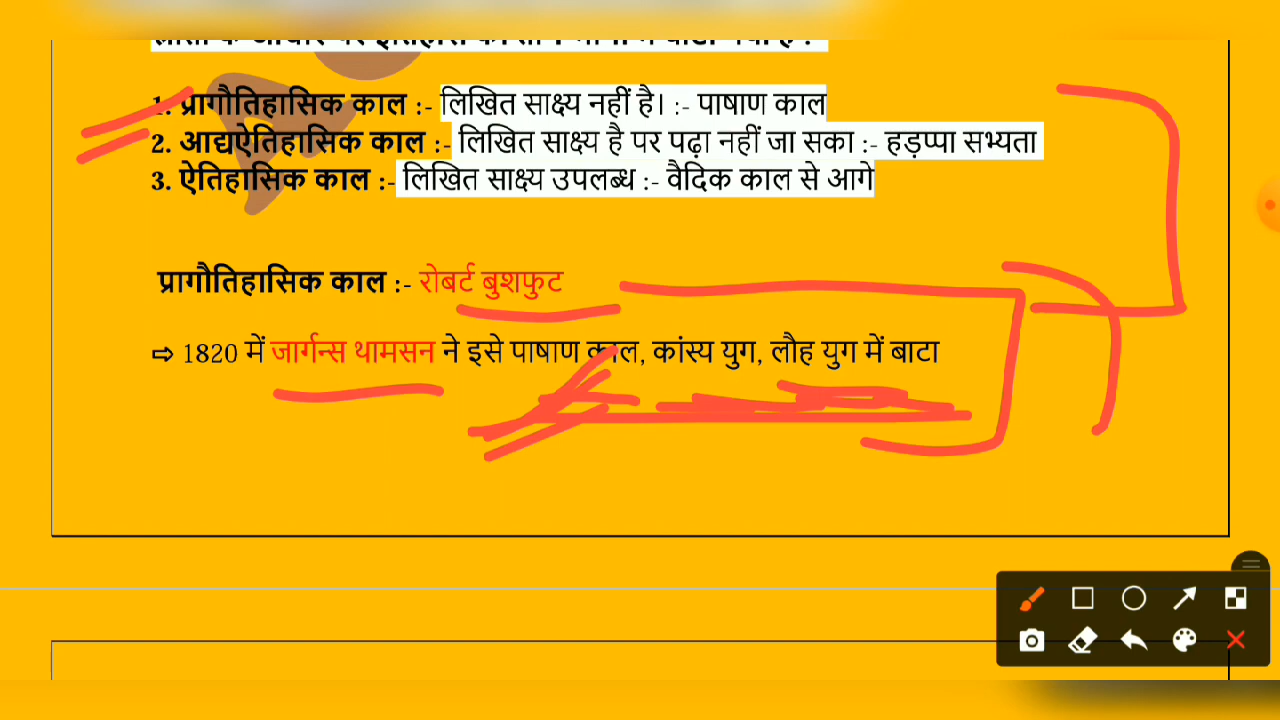 1. प्रागौतिहासिक काल :- लिखित साक्ष्य नहीं है। :- पाषाण काल
2. आद्यऐतिहासिक काल :- लिखित साक्ष्य है पर पढ़ा नहीं जा सका :- हड़प्पा सभ्यता
3. ऐतिहासिक काल :- लिखित साक्ष्य उपलब्ध :- वैदिक काल से आगे
प्रागौतिहासिक काल :- रोबर्ट बुशफुट
⇨ 1820 में जार्गन्स थामसन ने इसे पाषाण काल, कांस्य युग, लौह युग में बाटा